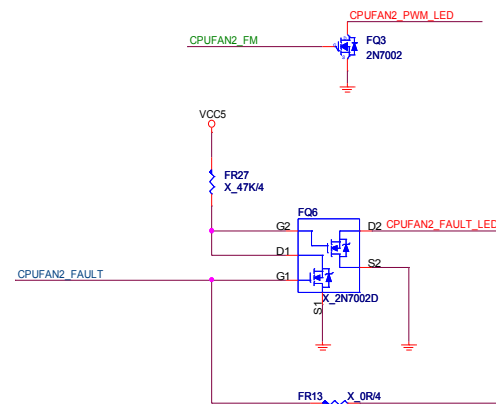 CPUFAN2_PWM_LED
CPUFAN2_FM
FQ3
2N7002
VCC5
FR27
X_47K/4
FQ6
G2
D2
CPUFAN2_FAULT_LED
D1
S2
CPUFAN2_FAULT
G1
X_2N7002D
S1
FR13
X_0R/4